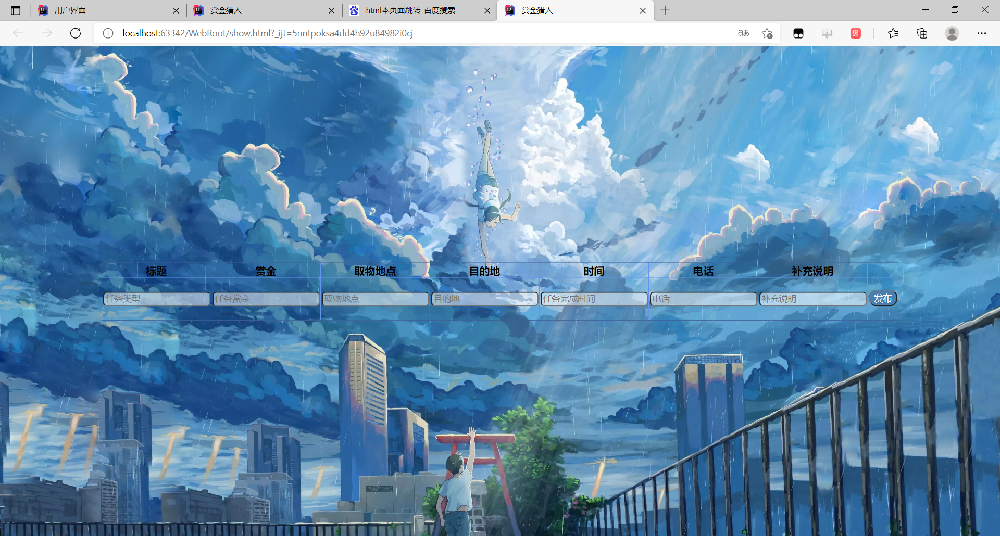 用户界面
赏金猎人
html本页面跳转_百度搜索
赏金猎人
localhost:63342/WebRoot/show.html?_ijt=5nntpoksa4dd4h92u84982i0cj
aあ
惠
标题 赏金 取物地点 目的地 时间 电话 补充说明
任务类型 任务赏金 取物地点 目的地 任务完成时间 电话 补充说明 发布